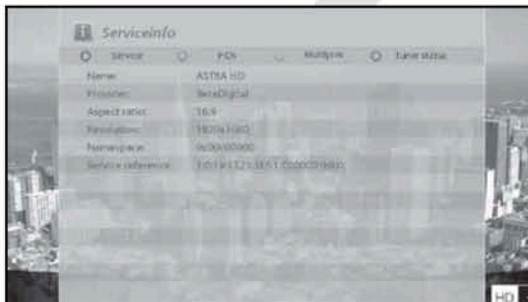 Serviceinfo
Service PIDs Multiplex Tuner status
Name: ASTRA HD
Provider: BetaDigital
Aspect ratio: 16:9
Resolution:
Namespace:
Service reference:
HD